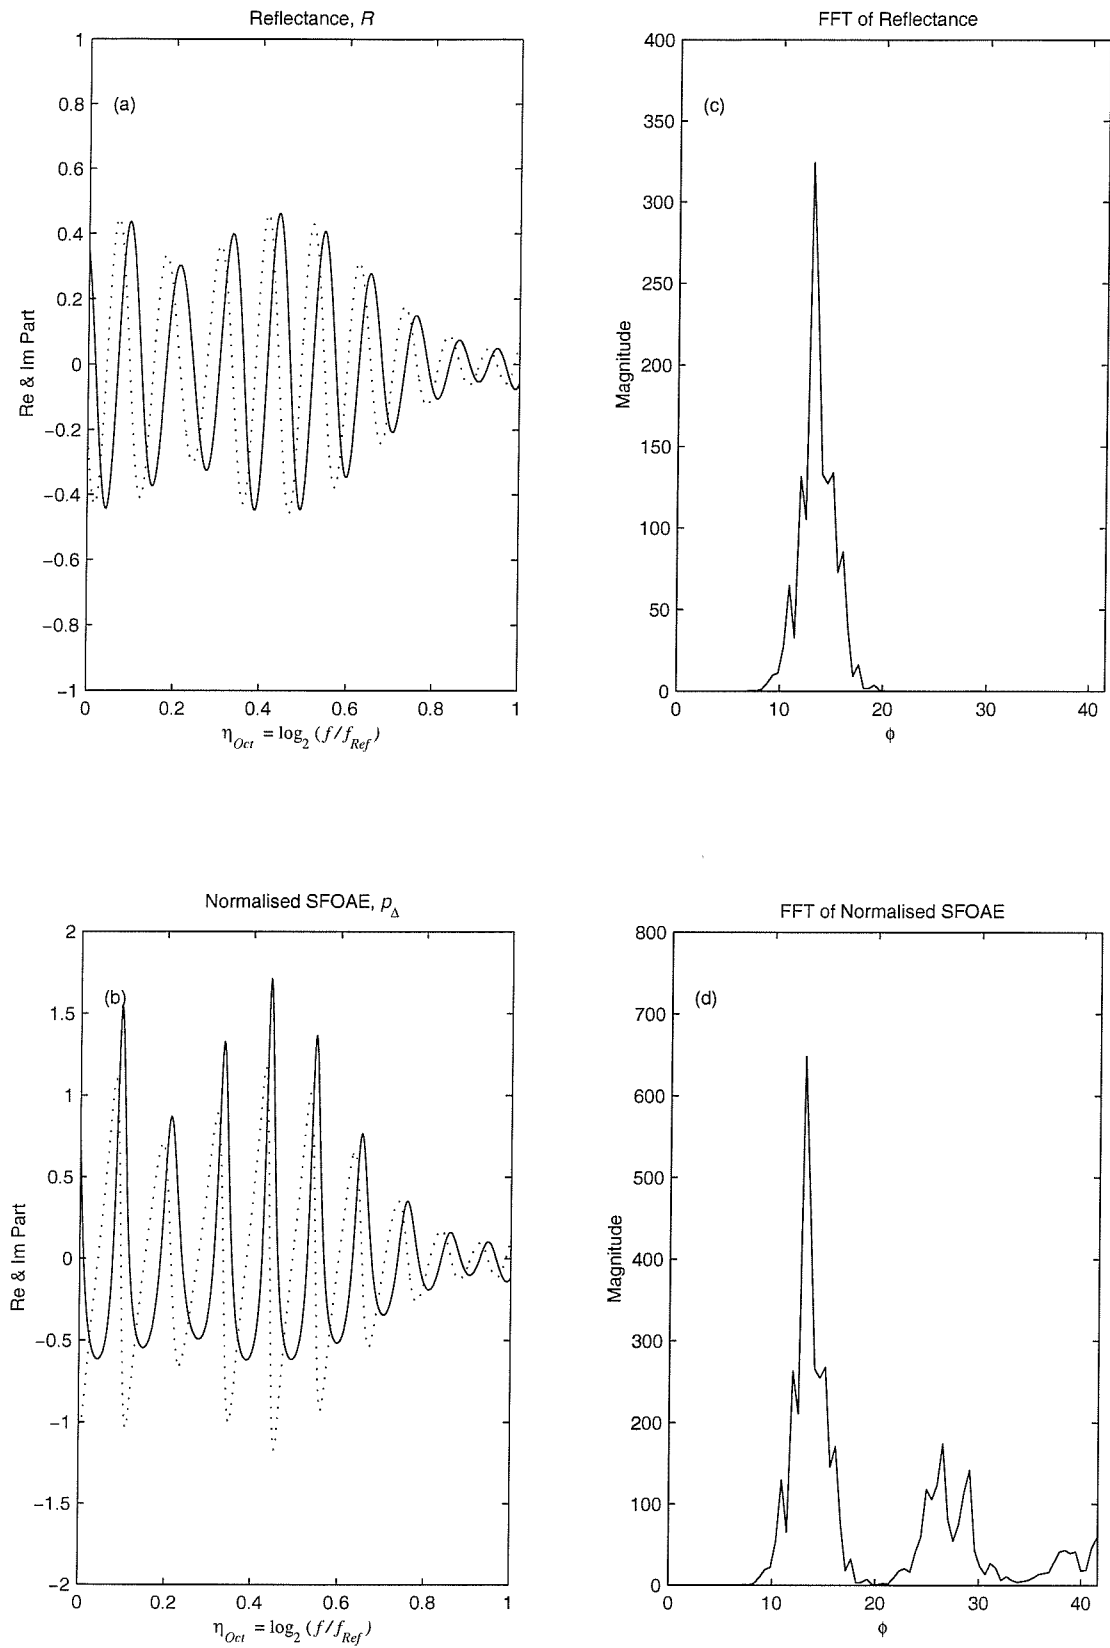 Reflectance, R
1
0.8
0.6
0.4
0.2
0
−0.2
−0.4
−0.6
−0.8
−1
Re & Im Part
(a)
0 0.2 0.4 0.6 0.8 1
η_Oct = log₂ (f/f_Ref)
FFT of Reflectance
400
350
300
250
200
150
100
50
0
Magnitude
(c)
0 10 20 30 40
ϕ
Normalised SFOAE, p_Δ
2
1.5
1
0.5
0
−0.5
−1
−1.5
−2
Re & Im Part
(b)
0 0.2 0.4 0.6 0.8 1
η_Oct = log₂ (f/f_Ref)
FFT of Normalised SFOAE
800
700
600
500
400
300
200
100
0
Magnitude
(d)
0 10 20 30 40
ϕ